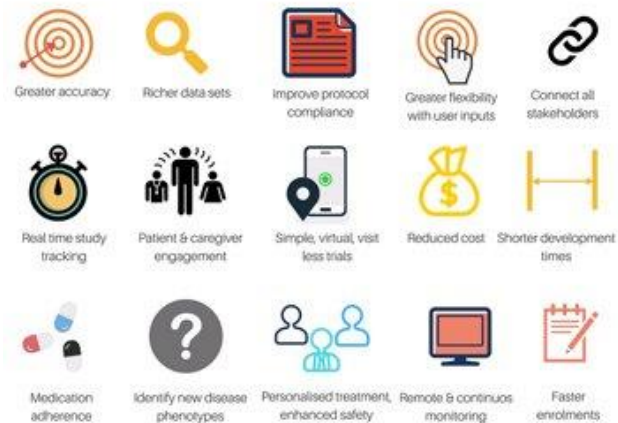 Greater accuracy
Richer data sets
Improve protocol
compliance
Greater flexibility
with user inputs
Connect all
stakeholders
Real time study
tracking
Patient & caregiver
engagement
Simple, virtual, visit
less trials
Reduced cost
Shorter development
times
Medication
adherence
Identify new disease
phenotypes
Personalised treatment,
enhanced safety
Remote & continuos
monitoring
Faster
enrolments